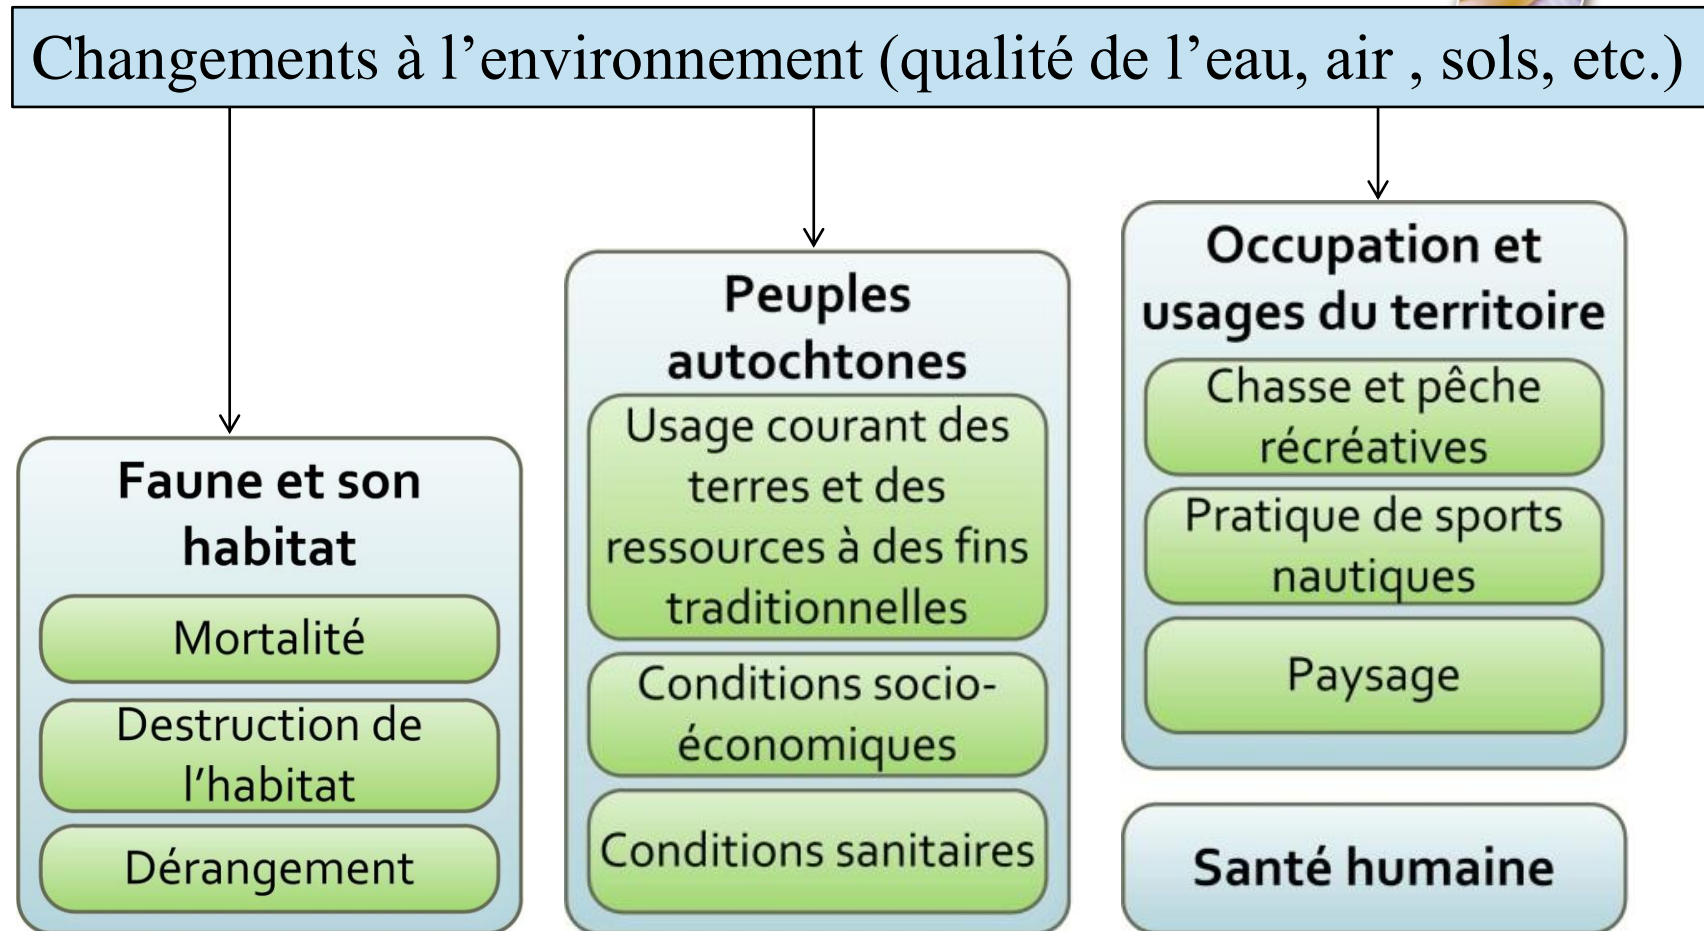 Changements à l’environnement (qualité de l’eau, air , sols, etc.)
Faune et son
habitat
Mortalité
Destruction de
l’habitat
Dérangement
Peuples
autochtones
Usage courant des
terres et des
ressources à des fins
traditionnelles
Conditions socio-
économiques
Conditions sanitaires
Occupation et
usages du territoire
Chasse et pêche
récréatives
Pratique de sports
nautiques
Paysage
Santé humaine